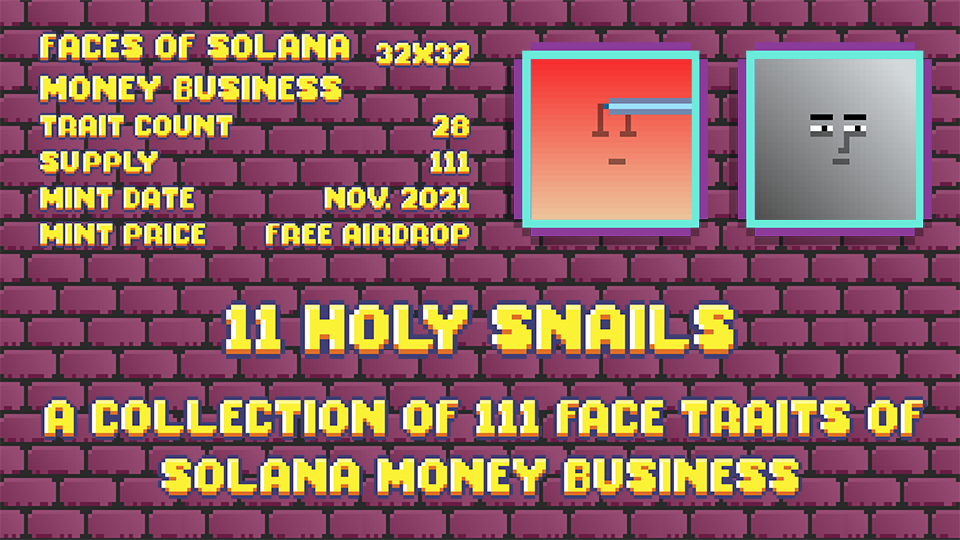 FACES OF SOLANA 32X32
MONEY BUSINESS
TRAIT COUNT 28
SUPPLY 111
MINT DATE NOV. 2021
MINT PRICE FREE AIRDROP
11 HOLY SNAILS
A COLLECTION OF 111 FACE TRAITS OF
SOLANA MONEY BUSINESS